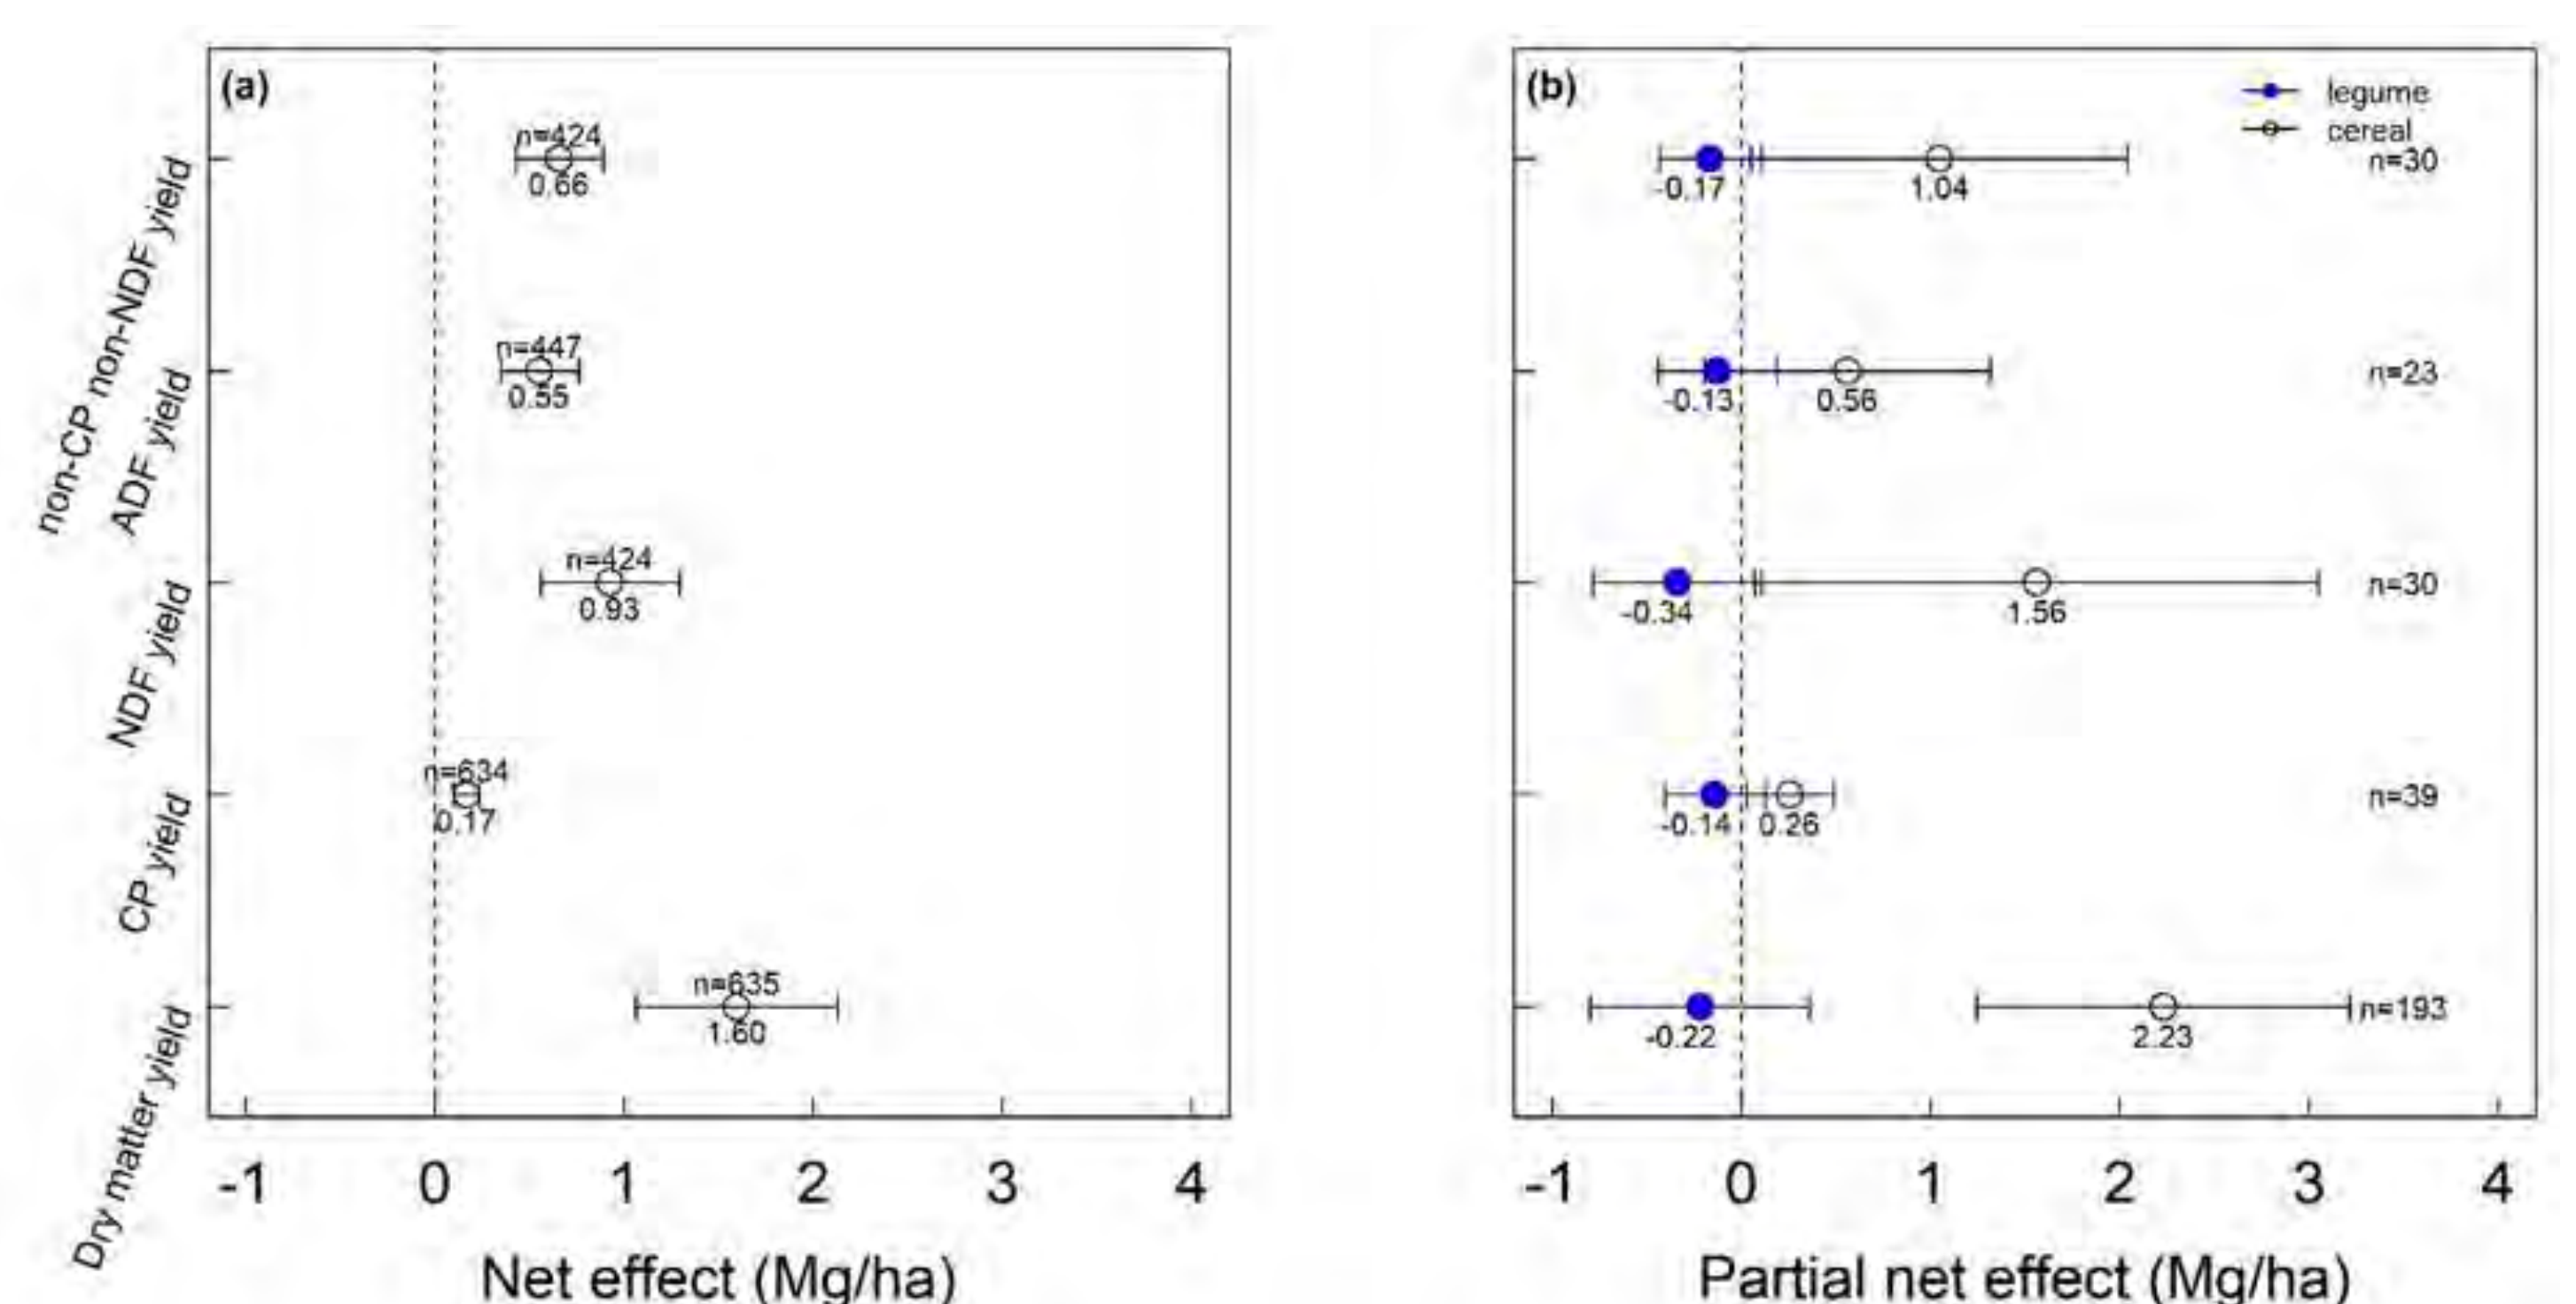 (a)
n=424
0.66
n=447
0.55
n=424
0.93
n=634
0.17
n=635
1.60
non-CP non-NDF yield
ADF yield
NDF yield
CP yield
Dry matter yield
-1 0 1 2 3 4
Net effect (Mg/ha)
(b)
legume
cereal
n=30
-0.17 1.04
n=23
-0.13 0.56
n=30
-0.34 1.56
n=39
-0.14 0.26
n=193
-0.22 2.23
-1 0 1 2 3 4
Partial net effect (Mg/ha)